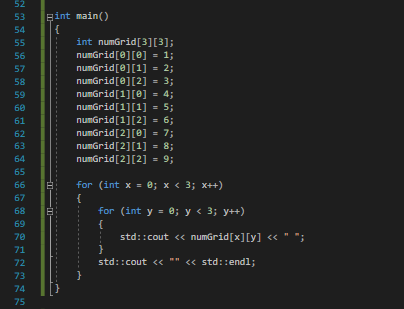 52
53 int main()
54 {
55 int numGrid[3][3];
56 numGrid[0][0] = 1;
57 numGrid[0][1] = 2;
58 numGrid[0][2] = 3;
59 numGrid[1][0] = 4;
60 numGrid[1][1] = 5;
61 numGrid[1][2] = 6;
62 numGrid[2][0] = 7;
63 numGrid[2][1] = 8;
64 numGrid[2][2] = 9;
65
66 for (int x = 0; x < 3; x++)
67 {
68 for (int y = 0; y < 3; y++)
69 {
70 std::cout << numGrid[x][y] << " ";
71 }
72 std::cout << "" << std::endl;
73 }
74 }
75